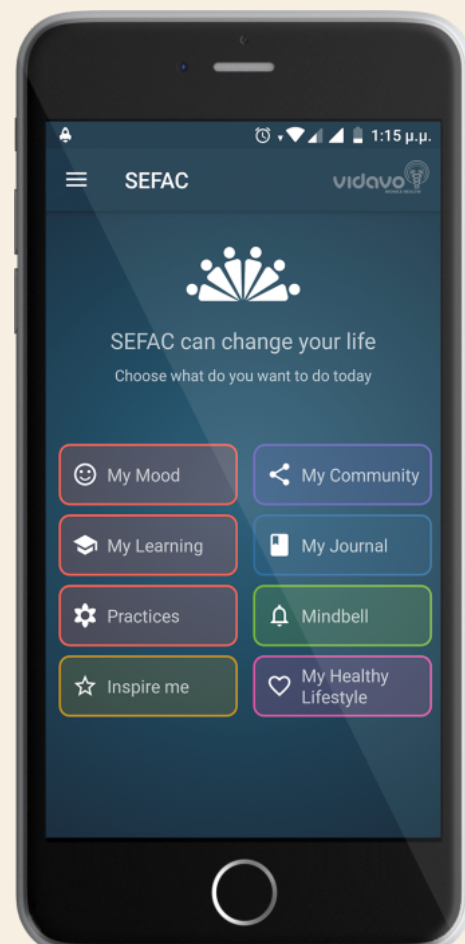 1:15 μ.μ.
SEFAC
vidavo
SEFAC can change your life
Choose what do you want to do today
My Mood
My Community
My Learning
My Journal
Practices
Mindbell
Inspire me
My Healthy
Lifestyle